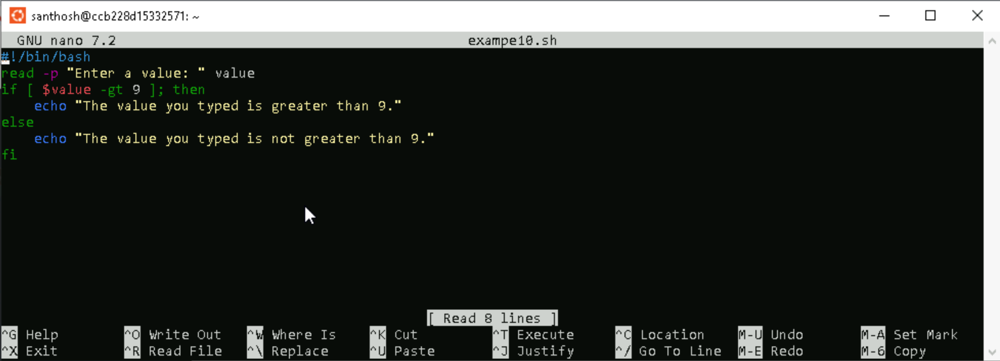 santhosh@ccb228d15332571: ~
GNU nano 7.2 exampe10.sh
#!/bin/bash
read -p "Enter a value: " value
if [ $value -gt 9 ]; then
    echo "The value you typed is greater than 9."
else
    echo "The value you typed is not greater than 9."
fi
[ Read 8 lines ]
^G Help ^O Write Out ^W Where Is ^K Cut ^T Execute ^C Location M-U Undo M-A Set Mark
^X Exit ^R Read File ^\ Replace ^U Paste ^J Justify ^/ Go To Line M-E Redo M-6 Copy